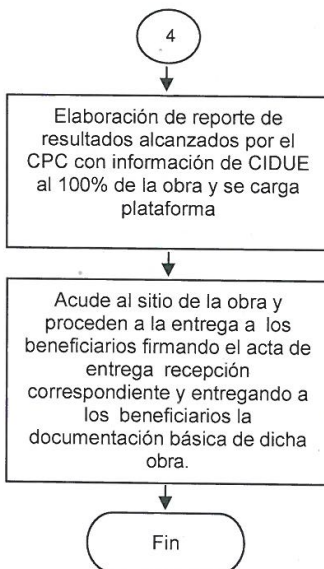 4
Elaboración de reporte de
resultados alcanzados por el
CPC con información de CIDUE
al 100% de la obra y se carga
plataforma
Acude al sitio de la obra y
proceden a la entrega a los
beneficiarios firmando el acta de
entrega recepción
correspondiente y entregando a
los beneficiarios la
documentación básica de dicha
obra.
Fin